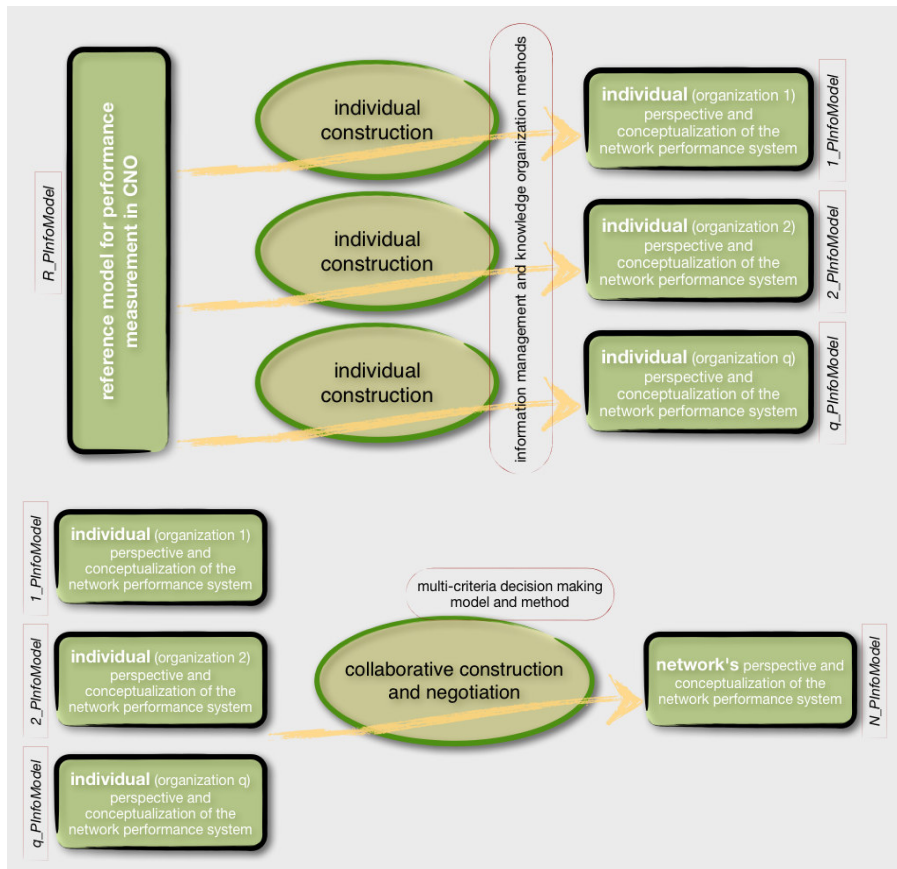 R_PInfoModel
reference model for performance
measurement in CNO
individual
construction
individual
construction
individual
construction
information management and knowledge organization methods
individual (organization 1)
perspective and
conceptualization of the
network performance system
1_PInfoModel
individual (organization 2)
perspective and
conceptualization of the
network performance system
2_PInfoModel
individual (organization q)
perspective and
conceptualization of the
network performance system
q_PInfoModel
1_PInfoModel
individual (organization 1)
perspective and
conceptualization of the
network performance system
2_PInfoModel
individual (organization 2)
perspective and
conceptualization of the
network performance system
q_PInfoModel
individual (organization q)
perspective and
conceptualization of the
network performance system
multi-criteria decision making
model and method
collaborative construction
and negotiation
network's perspective and
conceptualization of the
network performance system
N_PInfoModel